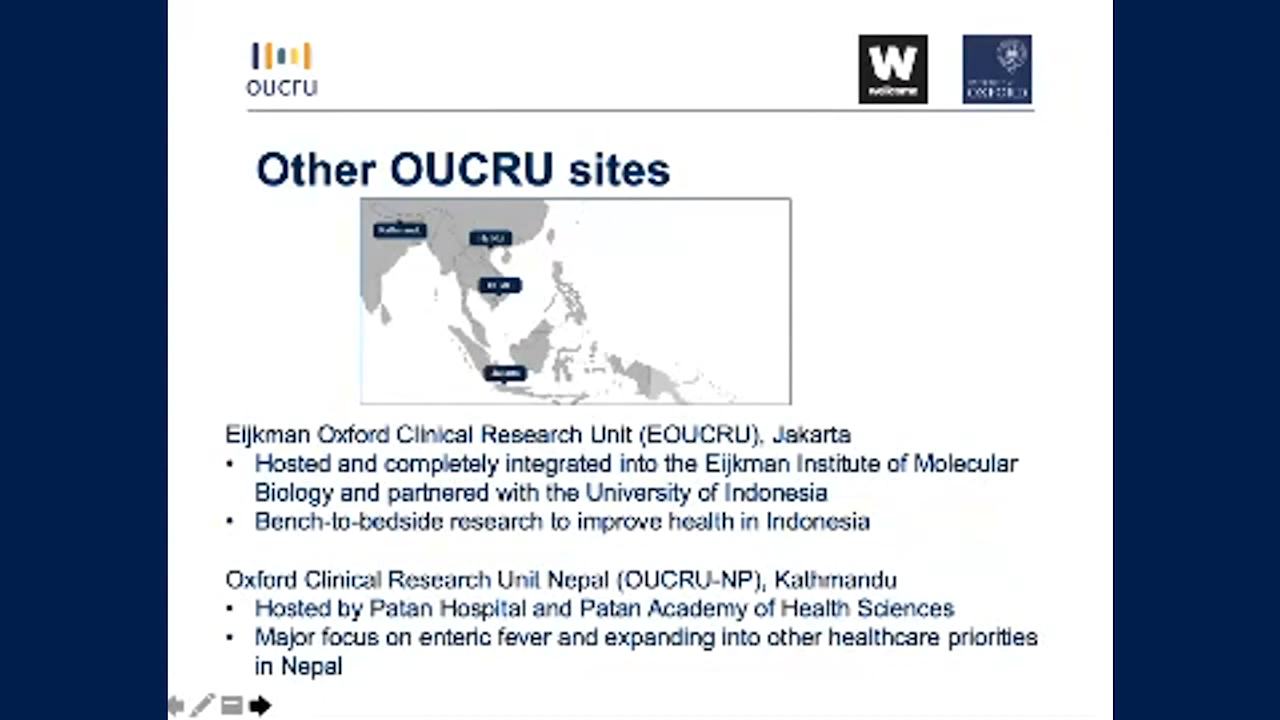 oucru
W
wellcome
OXFORD
Other OUCRU sites
Eijkman Oxford Clinical Research Unit (EOUCRU), Jakarta
• Hosted and completely integrated into the Eijkman Institute of Molecular
Biology and partnered with the University of Indonesia
• Bench-to-bedside research to improve health in Indonesia
Oxford Clinical Research Unit Nepal (OUCRU-NP), Kathmandu
• Hosted by Patan Hospital and Patan Academy of Health Sciences
• Major focus on enteric fever and expanding into other healthcare priorities
in Nepal